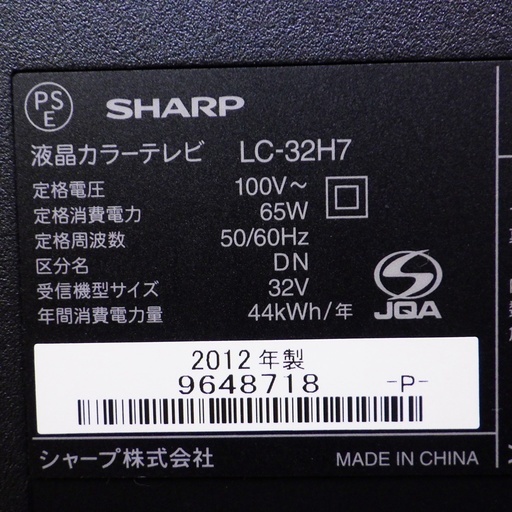 PS
E
SHARP
液晶カラーテレビ LC-32H7
定格電圧 100V～
定格消費電力 65W
定格周波数 50/60Hz
区分名 DN
受信機型サイズ 32V
年間消費電力量 44kWh/年
JQA
2012年製
9648718 -P-
シャープ株式会社 MADE IN CHINA